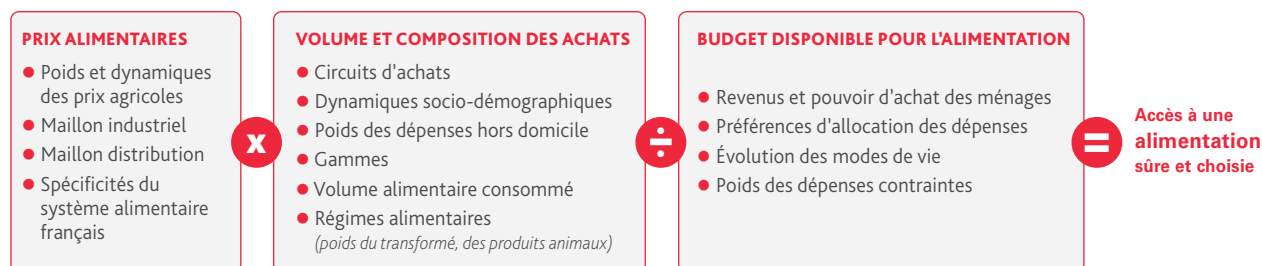 PRIX ALIMENTAIRES
● Poids et dynamiques
des prix agricoles
● Maillon industriel
● Maillon distribution
● Spécificités du
système alimentaire
français
x
VOLUME ET COMPOSITION DES ACHATS
● Circuits d'achats
● Dynamiques socio-démographiques
● Poids des dépenses hors domicile
● Gammes
● Volume alimentaire consommé
● Régimes alimentaires
(poids du transformé, des produits animaux)
÷
BUDGET DISPONIBLE POUR L'ALIMENTATION
● Revenus et pouvoir d'achat des ménages
● Préférences d'allocation des dépenses
● Évolution des modes de vie
● Poids des dépenses contraintes
=
Accès à une
alimentation
sûre et choisie